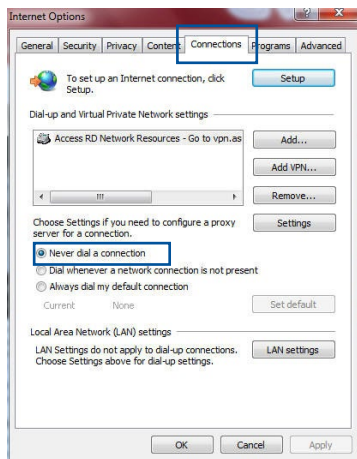 Internet Options
General Security Privacy Content Connections Programs Advanced
To set up an Internet connection, click
Setup.
Setup
Dial-up and Virtual Private Network settings
Access RD Network Resources - Go to vpn.as
Add...
Add VPN...
Remove...
Choose Settings if you need to configure a proxy
server for a connection.
Settings
Never dial a connection
Dial whenever a network connection is not present
Always dial my default connection
Current None
Set default
Local Area Network (LAN) settings
LAN Settings do not apply to dial-up connections.
Choose Settings above for dial-up settings.
LAN settings
OK Cancel Apply